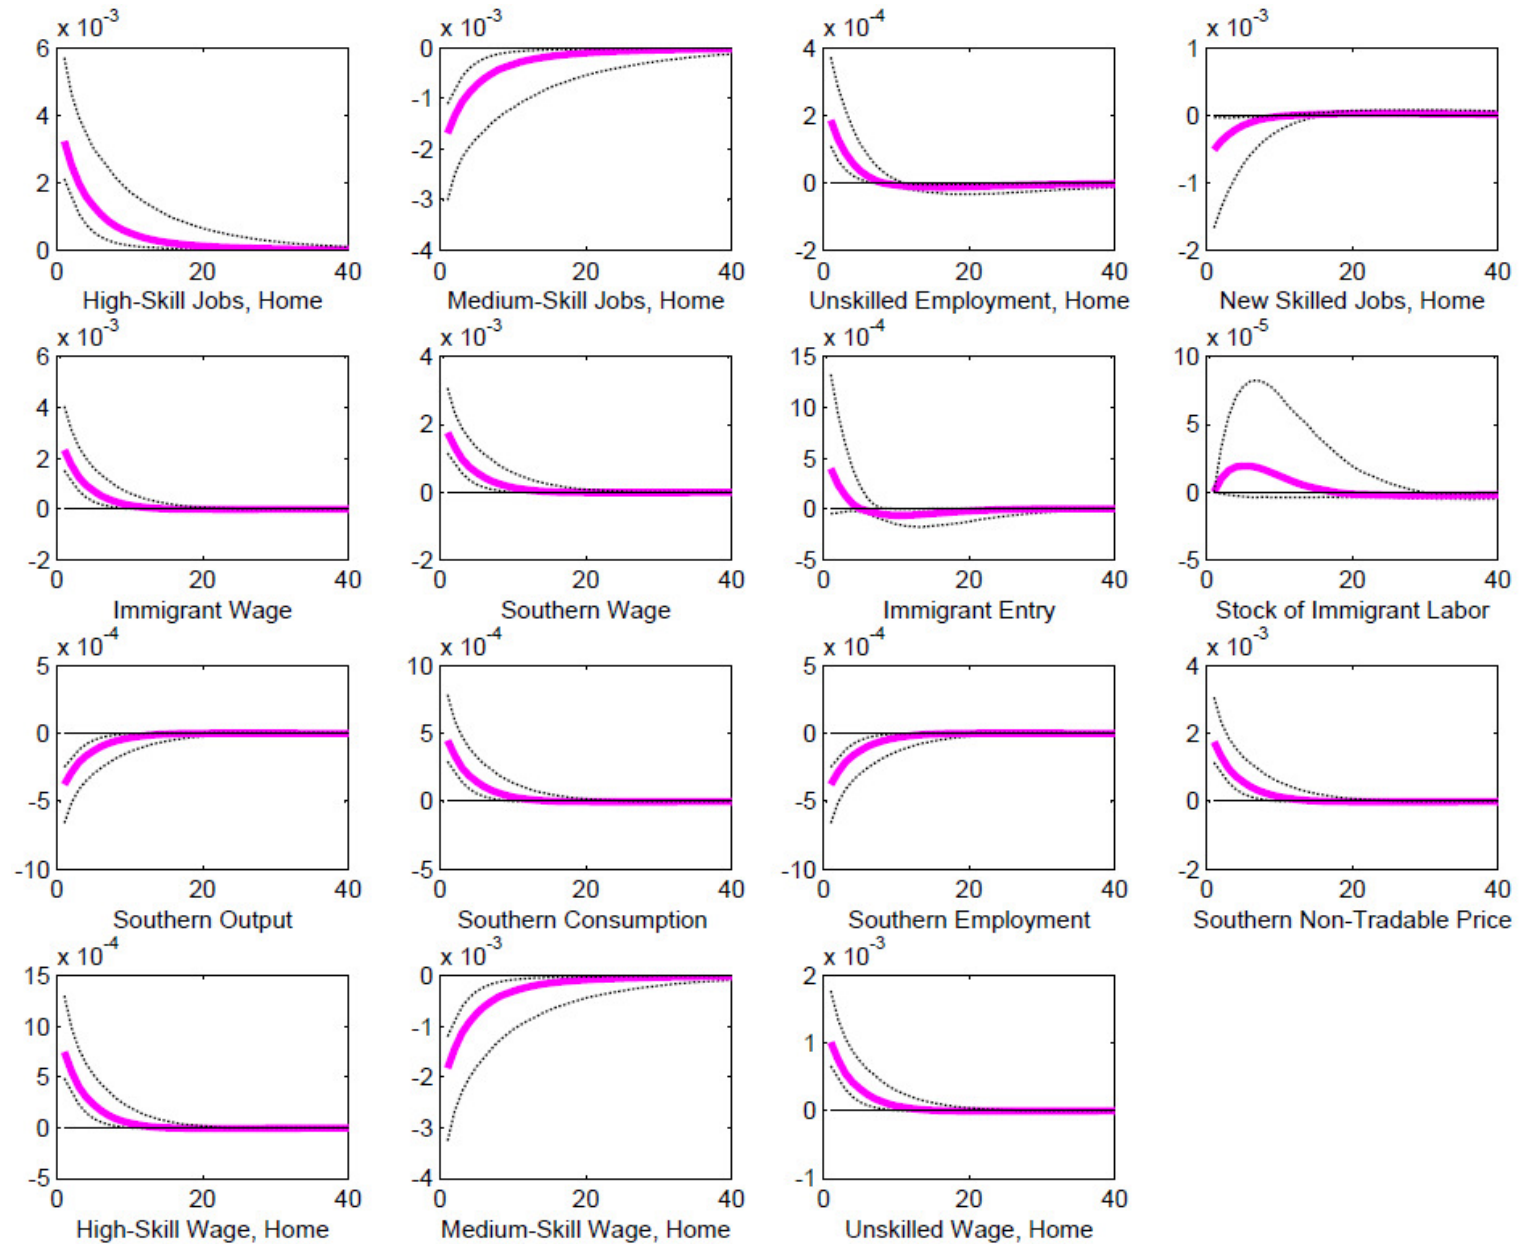 x 10-3 x 10-3 x 10-4 x 10-3
6 0 4 1
4 -1 2 0
2 -2 0 -1
0 -3 -2 -2
-4
0 20 40 0 20 40 0 20 40 0 20 40
High-Skill Jobs, Home Medium-Skill Jobs, Home Unskilled Employment, Home New Skilled Jobs, Home
x 10-3 x 10-3 x 10-4 x 10-5
6 4 15 10
4 2 10 5
2 0 5 0
0 -2 0 -5
-2 -5
0 20 40 0 20 40 0 20 40 0 20 40
Immigrant Wage Southern Wage Immigrant Entry Stock of Immigrant Labor
x 10-4 x 10-4 x 10-4 x 10-3
5 10 5 4
0 5 0 2
-5 0 -5 0
-10 -5 -10 -2
0 20 40 0 20 40 0 20 40 0 20 40
Southern Output Southern Consumption Southern Employment Southern Non-Tradable Price
x 10-4 x 10-3 x 10-3
15 0 2
10 -1 1
5 -2 0
0 -3 -1
-5 -4
0 20 40 0 20 40 0 20 40
High-Skill Wage, Home Medium-Skill Wage, Home Unskilled Wage, Home